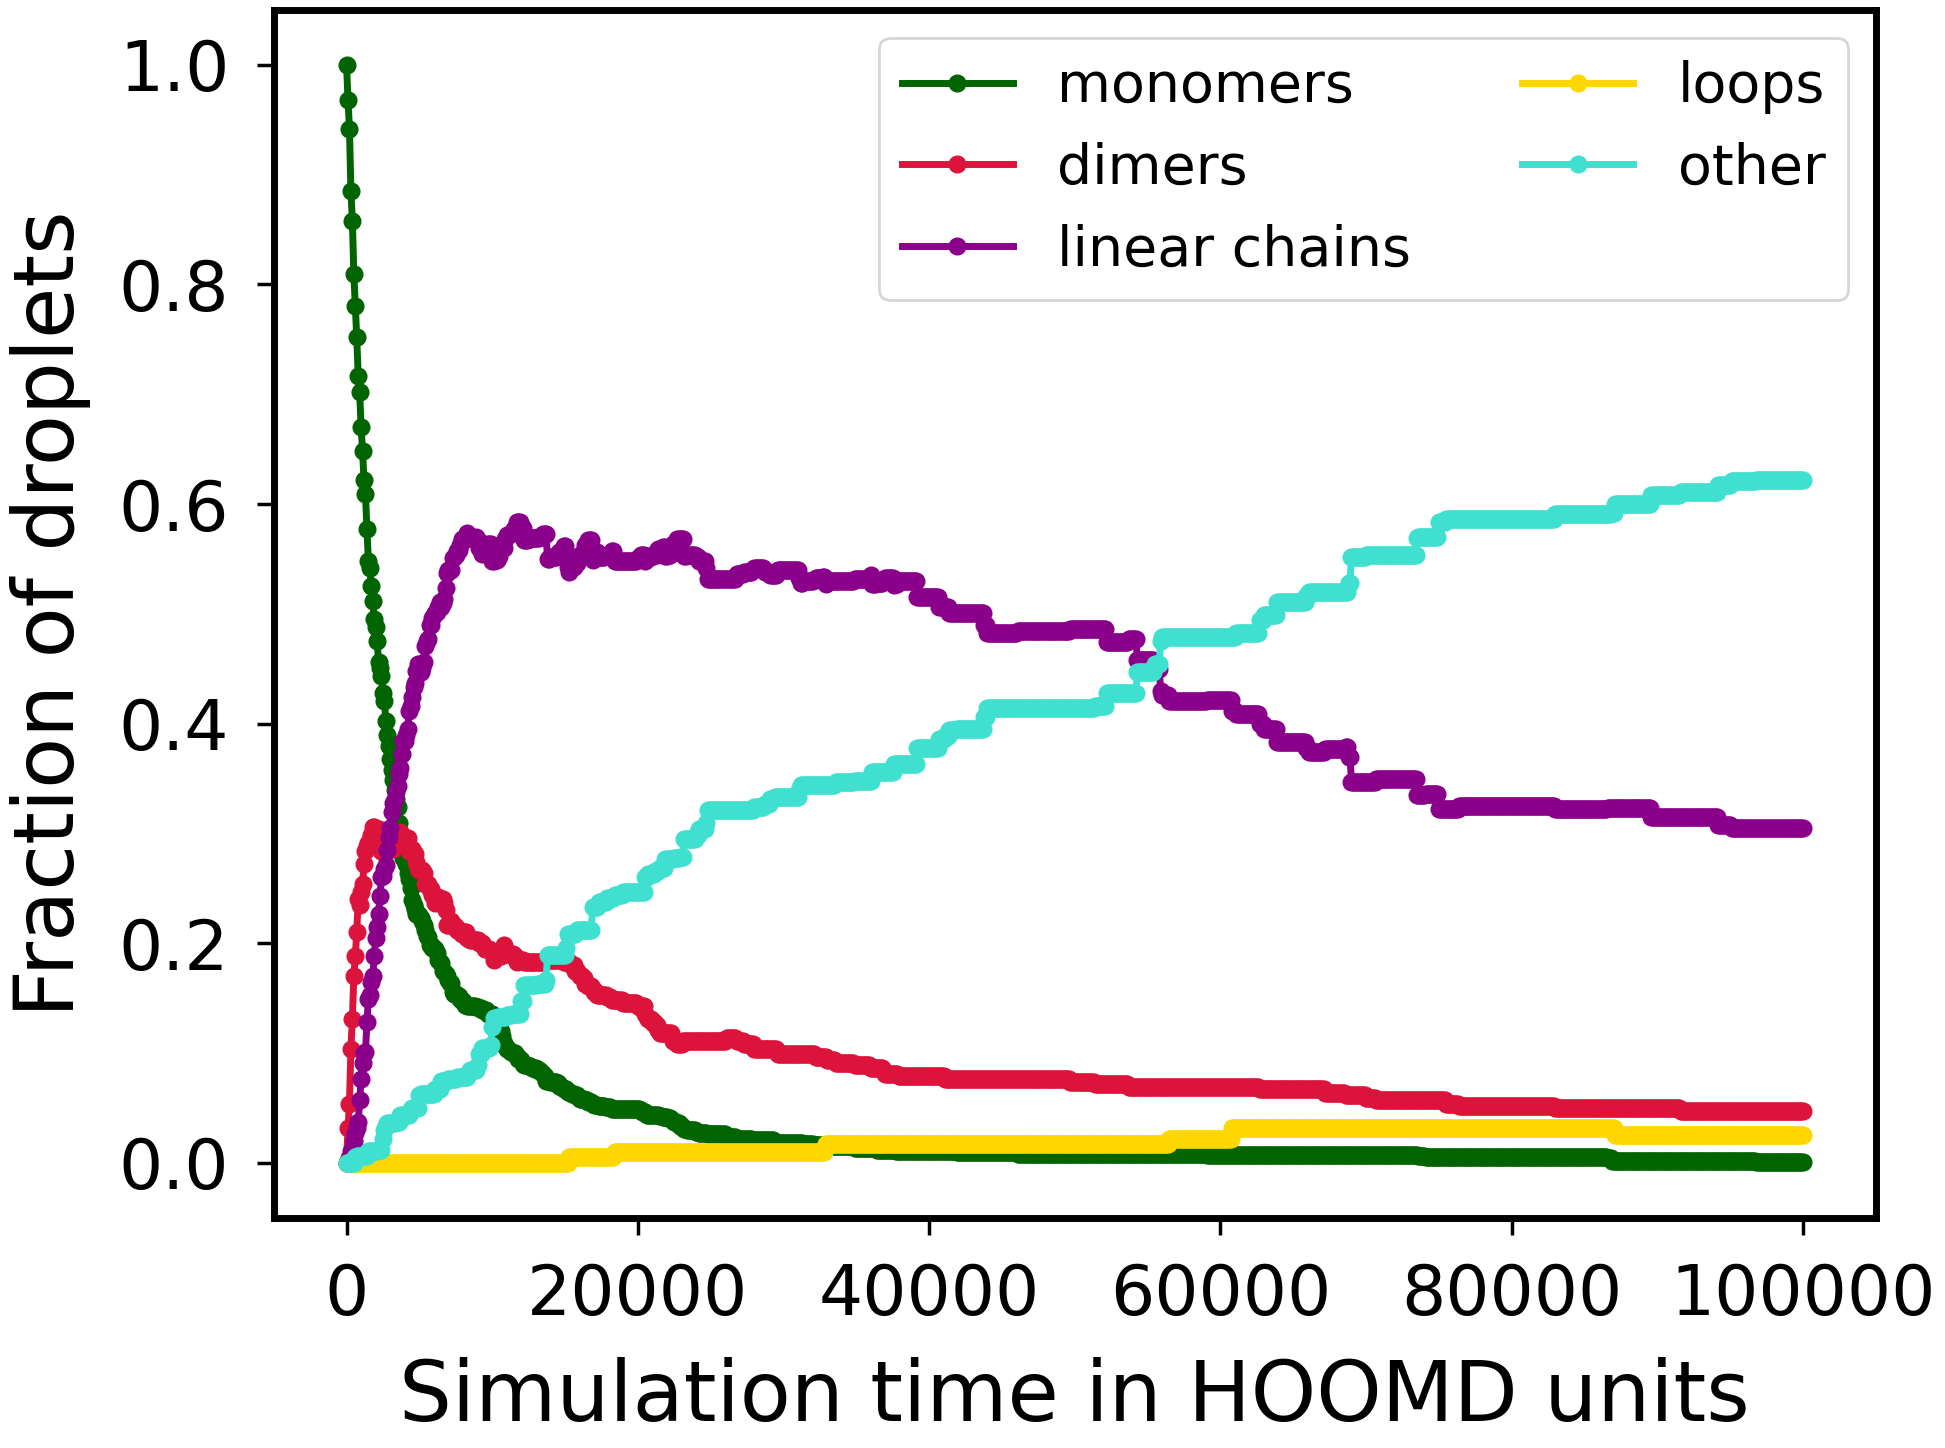 Fraction of droplets
1.0
0.8
0.6
0.4
0.2
0.0
monomers
dimers
linear chains
loops
other
0 20000 40000 60000 80000 100000
Simulation time in HOOMD units